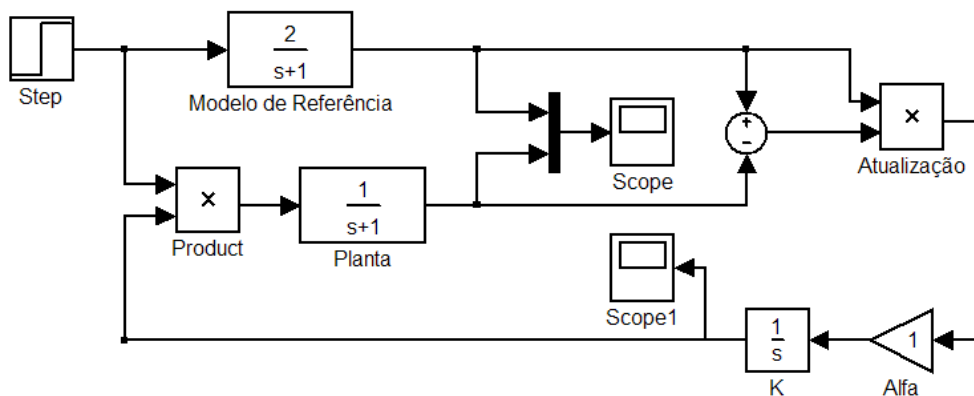 2
s+1
Step
Modelo de Referência
+
-
×
Scope
Atualização
×
1
s+1
Product
Planta
Scope1
1
s
1
K
Alfa